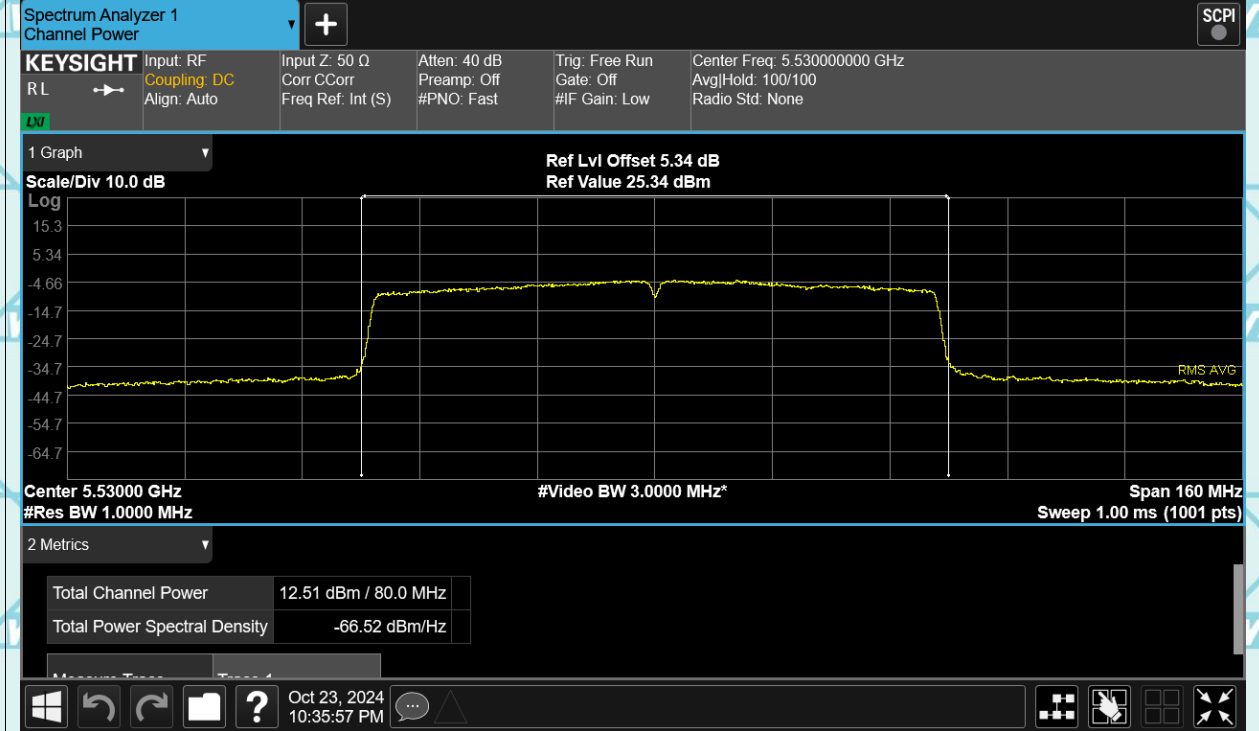 Spectrum Analyzer 1
Channel Power
SCPI
KEYSIGHT
R L
LXI
Input: RF
Coupling: DC
Align: Auto
Input Z: 50 Ω
Corr CCorr
Freq Ref: Int (S)
Atten: 40 dB
Preamp: Off
#PNO: Fast
Trig: Free Run
Gate: Off
#IF Gain: Low
Center Freq: 5.530000000 GHz
Avg|Hold: 100/100
Radio Std: None
1 Graph
Scale/Div 10.0 dB
Ref Lvl Offset 5.34 dB
Ref Value 25.34 dBm
Log
15.3
5.34
-4.66
-14.7
-24.7
-34.7
-44.7
-54.7
-64.7
RMS AVG
Center 5.53000 GHz
#Video BW 3.0000 MHz*
Span 160 MHz
#Res BW 1.0000 MHz
Sweep 1.00 ms (1001 pts)
2 Metrics
Total Channel Power 12.51 dBm / 80.0 MHz
Total Power Spectral Density -66.52 dBm/Hz
Measure Trace Trace 1
?
Oct 23, 2024
10:35:57 PM